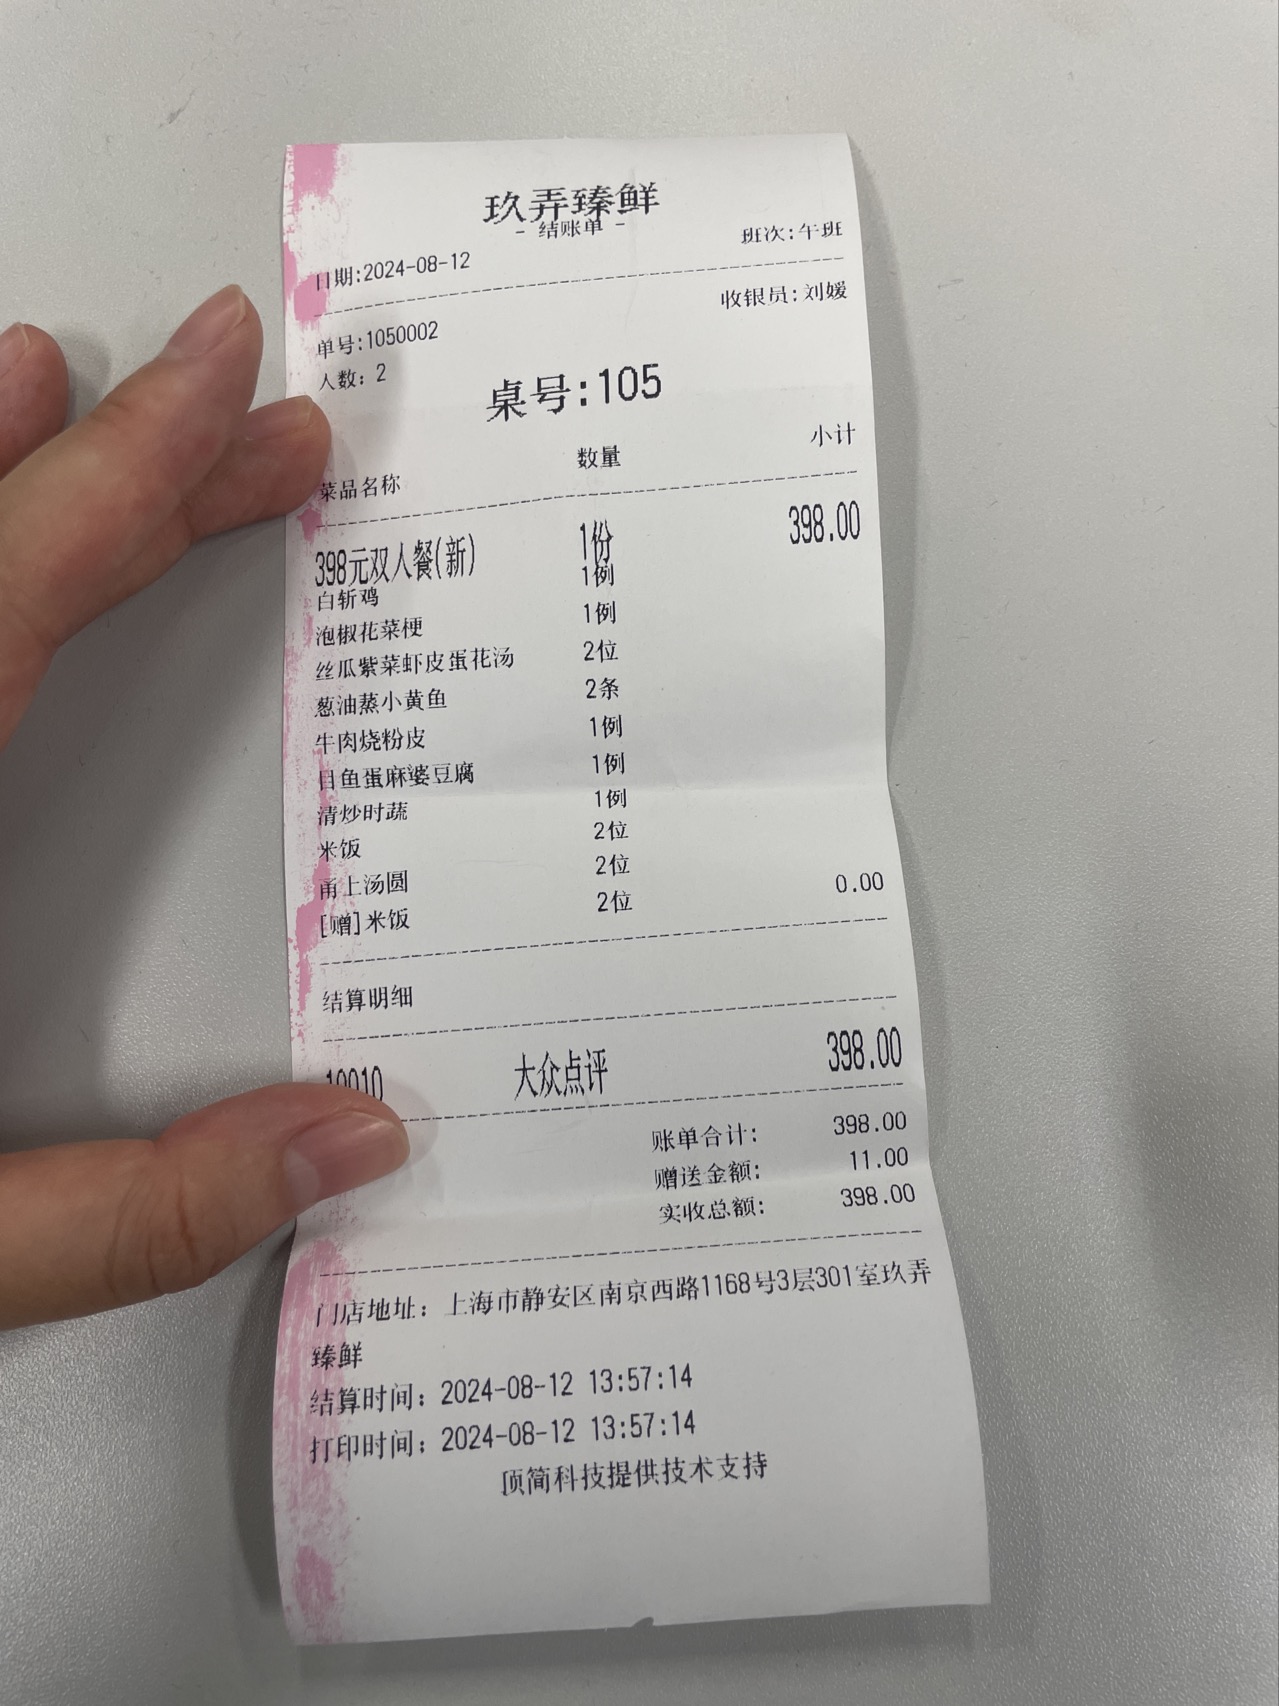 玖弄臻鲜
- 结账单 -
日期:2024-08-12 班次:午班
单号:1050002 收银员:刘媛
人数: 2
桌号:105
菜品名称 数量 小计
398元双人餐(新) 1份 398.00
白斩鸡 1例
泡椒花菜梗 1例
丝瓜紫菜虾皮蛋花汤 2位
葱油蒸小黄鱼 2条
牛肉烧粉皮 1例
目鱼蛋麻婆豆腐 1例
清炒时蔬 1例
米饭 2位
甬上汤圆 2位
[赠]米饭 2位 0.00
结算明细
10010 大众点评 398.00
账单合计: 398.00
赠送金额: 11.00
实收总额: 398.00
门店地址: 上海市静安区南京西路1168号3层301室玖弄
臻鲜
结算时间: 2024-08-12 13:57:14
打印时间: 2024-08-12 13:57:14
顶简科技提供技术支持